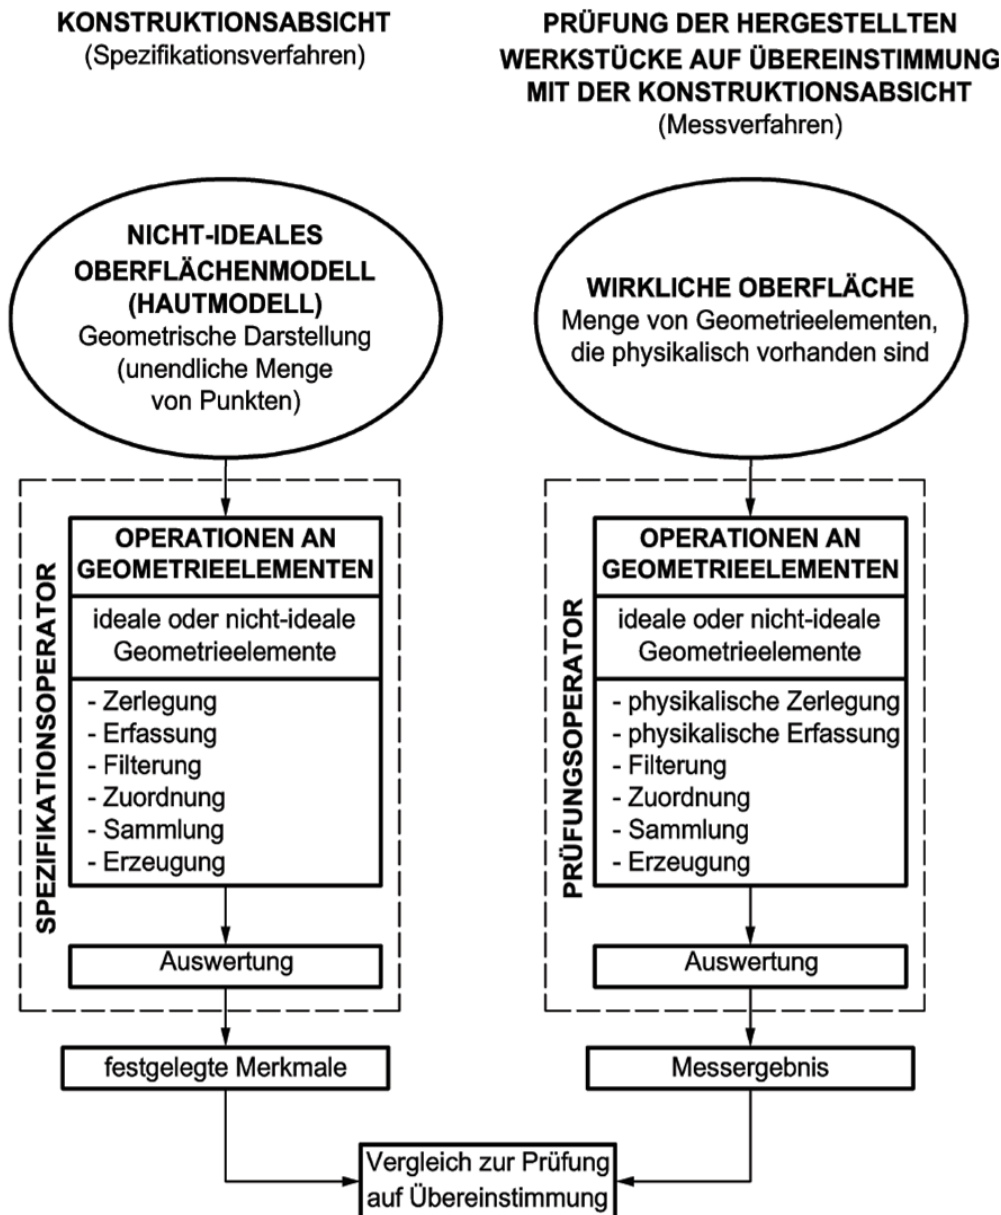 KONSTRUKTIONSABSICHT
(Spezifikationsverfahren)
NICHT-IDEALES
OBERFLÄCHENMODELL
(HAUTMODELL)
Geometrische Darstellung
(unendliche Menge
von Punkten)
SPEZIFIKATIONSOPERATOR
OPERATIONEN AN
GEOMETRIEELEMENTEN
ideale oder nicht-ideale
Geometrieelemente
- Zerlegung
- Erfassung
- Filterung
- Zuordnung
- Sammlung
- Erzeugung
Auswertung
festgelegte Merkmale
PRÜFUNG DER HERGESTELLTEN
WERKSTÜCKE AUF ÜBEREINSTIMMUNG
MIT DER KONSTRUKTIONSABSICHT
(Messverfahren)
WIRKLICHE OBERFLÄCHE
Menge von Geometrieelementen,
die physikalisch vorhanden sind
PRÜFUNGSOPERATOR
OPERATIONEN AN
GEOMETRIEELEMENTEN
ideale oder nicht-ideale
Geometrieelemente
- physikalische Zerlegung
- physikalische Erfassung
- Filterung
- Zuordnung
- Sammlung
- Erzeugung
Auswertung
Messergebnis
Vergleich zur Prüfung
auf Übereinstimmung